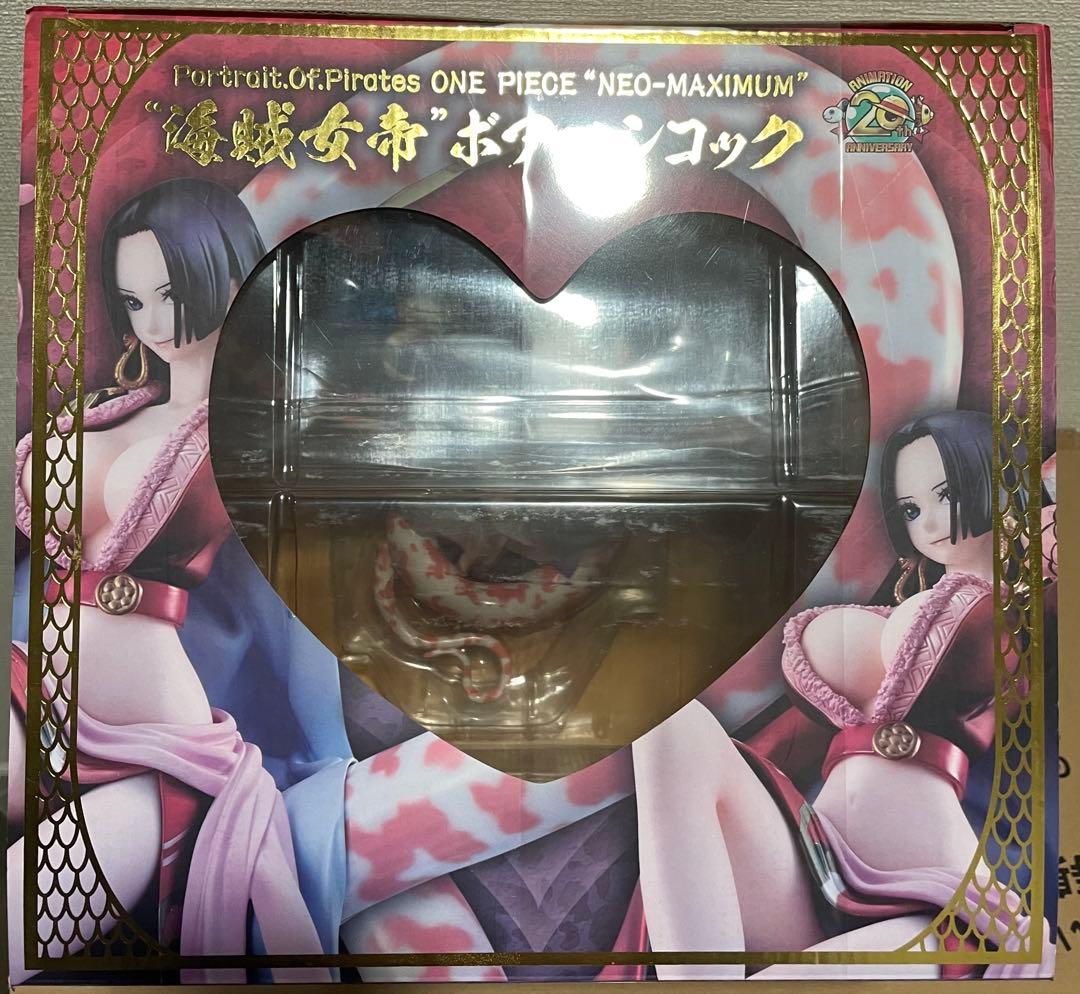 Portrait.Of.Pirates ONE PIECE “NEO-MAXIMUM”
“海賊女帝”ボア ンコック
ANIMATION
20th
ANNIVERSARY